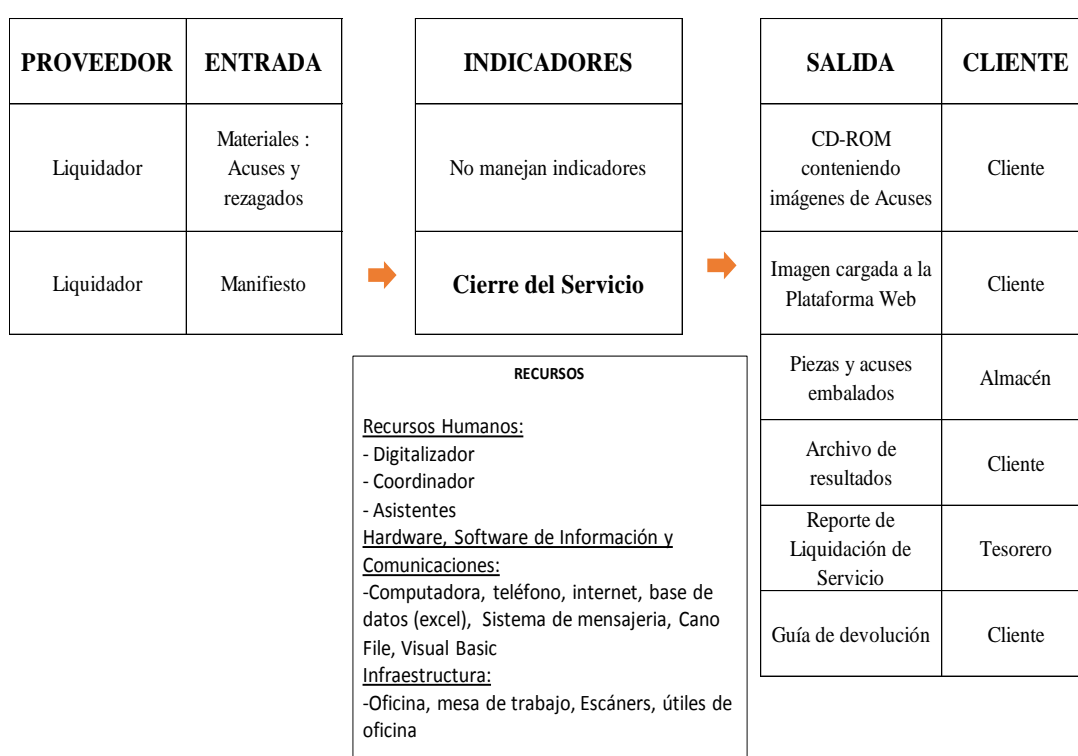 PROVEEDOR
ENTRADA
Liquidador
Materiales :
Acuses y
rezagados
Liquidador
Manifiesto
INDICADORES
No manejan indicadores
Cierre del Servicio
RECURSOS
Recursos Humanos:
- Digitalizador
- Coordinador
- Asistentes
Hardware, Software de Información y
Comunicaciones:
-Computadora, teléfono, internet, base de
datos (excel), Sistema de mensajeria, Cano
File, Visual Basic
Infraestructura:
-Oficina, mesa de trabajo, Escáners, útiles de
oficina
SALIDA
CLIENTE
CD-ROM
conteniendo
imágenes de Acuses
Cliente
Imagen cargada a la
Plataforma Web
Cliente
Piezas y acuses
embalados
Almacén
Archivo de
resultados
Cliente
Reporte de
Liquidación de
Servicio
Tesorero
Guía de devolución
Cliente